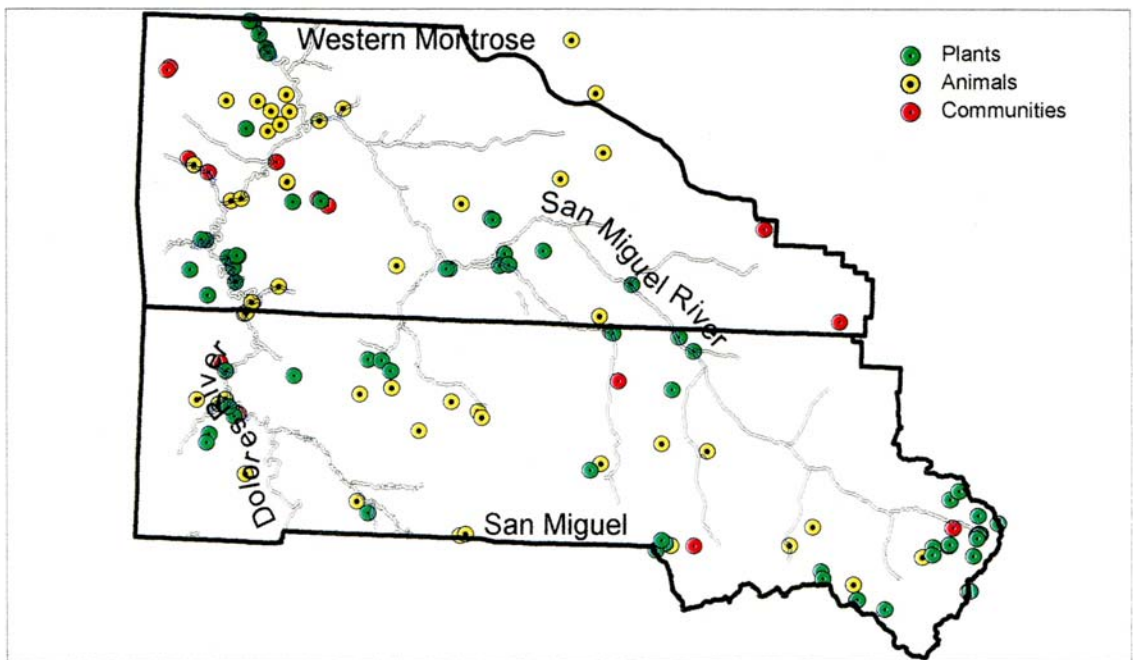 Western Montrose
Plants
Animals
Communities
San Miguel River
Dolores River
San Miguel